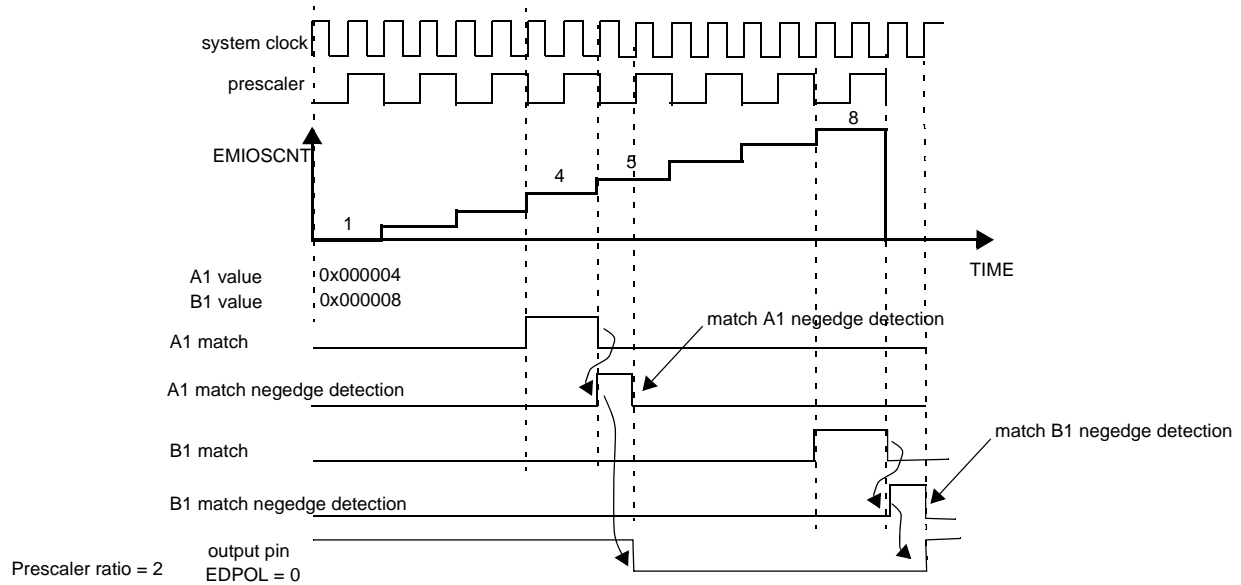 system clock
prescaler
8
EMIOSCNT
4
5
1
TIME
A1 value 0x000004
B1 value 0x000008
match A1 negedge detection
A1 match
A1 match negedge detection
match B1 negedge detection
B1 match
B1 match negedge detection
output pin
Prescaler ratio = 2 EDPOL = 0